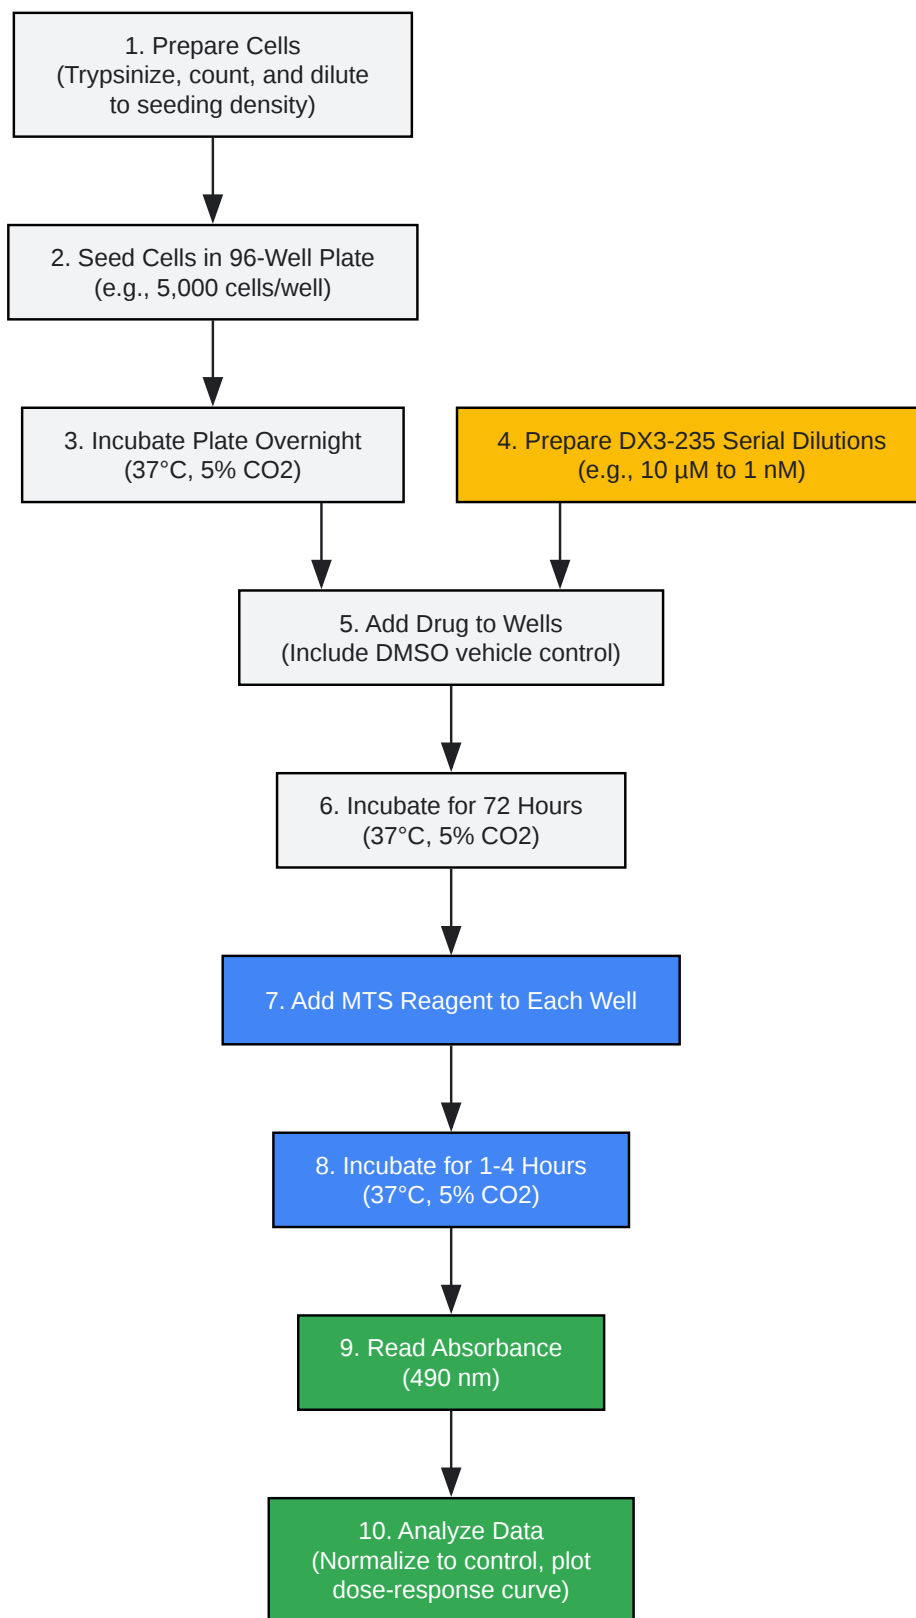 1. Prepare Cells
(Trypsinize, count, and dilute
to seeding density)
2. Seed Cells in 96-Well Plate
(e.g., 5,000 cells/well)
3. Incubate Plate Overnight
(37°C, 5% CO2)
4. Prepare DX3-235 Serial Dilutions
(e.g., 10 µM to 1 nM)
5. Add Drug to Wells
(Include DMSO vehicle control)
6. Incubate for 72 Hours
(37°C, 5% CO2)
7. Add MTS Reagent to Each Well
8. Incubate for 1-4 Hours
(37°C, 5% CO2)
9. Read Absorbance
(490 nm)
10. Analyze Data
(Normalize to control, plot
dose-response curve)